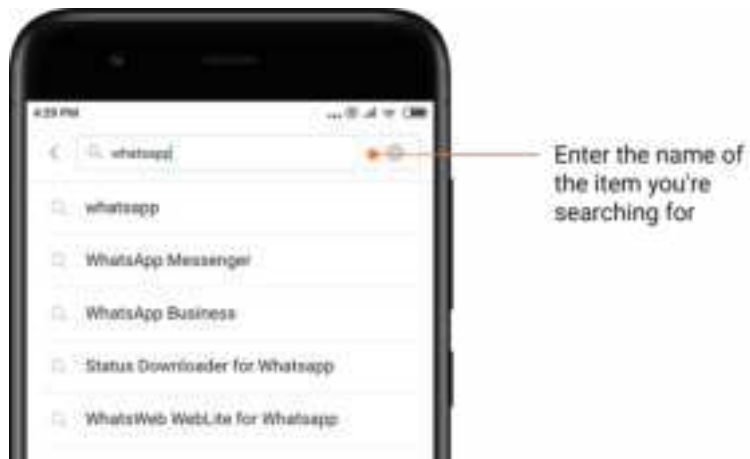 4:39 PM
whatsapp
Enter the name of
the item you're
searching for
whatsapp
WhatsApp Messenger
WhatsApp Business
Status Downloader for Whatsapp
WhatsWeb WebLite for Whatsapp